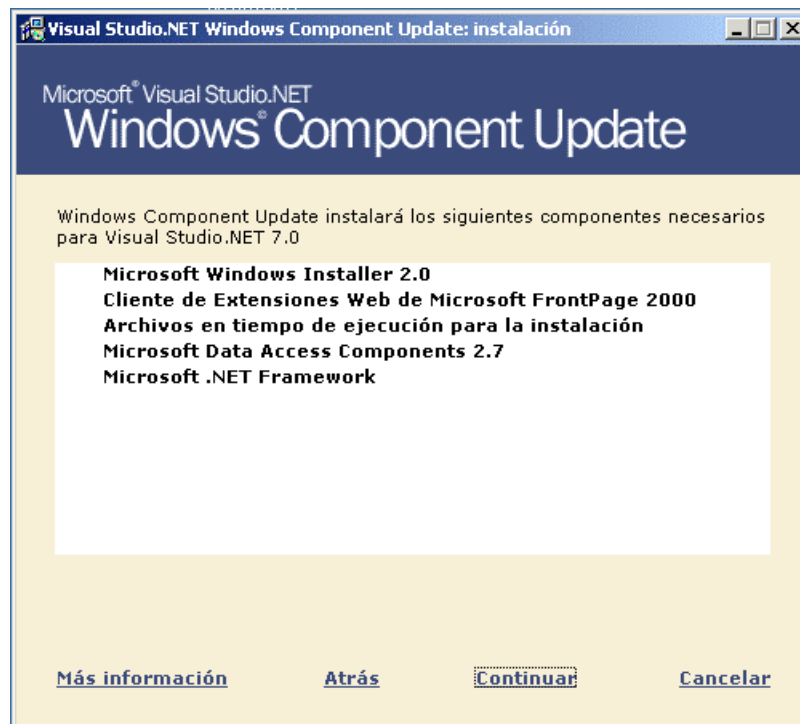 Visual Studio.NET Windows Component Update: instalación
Microsoft® Visual Studio.NET
Windows® Component Update
Windows Component Update instalará los siguientes componentes necesarios
para Visual Studio.NET 7.0
Microsoft Windows Installer 2.0
Cliente de Extensiones Web de Microsoft FrontPage 2000
Archivos en tiempo de ejecución para la instalación
Microsoft Data Access Components 2.7
Microsoft .NET Framework
Más información Atrás Continuar Cancelar